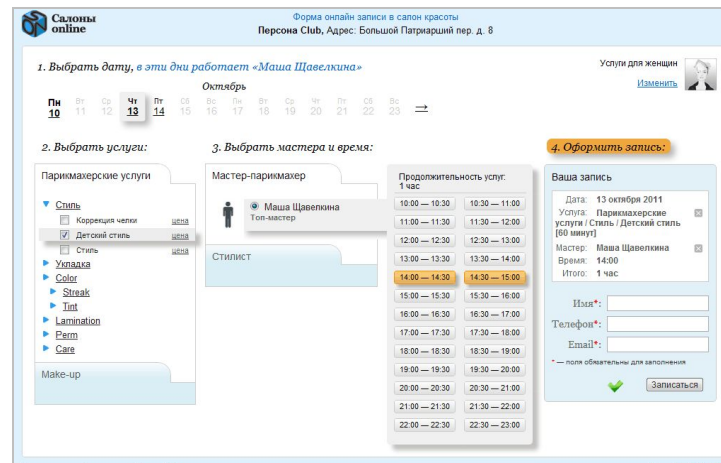 Салоны online
Форма онлайн записи в салон красоты
Персона Club, Адрес: Большой Патриарший пер. д. 8
1. Выбрать дату, в эти дни работает «Маша Щавелкина»
Услуги для женщин
Изменить
Октябрь
Пн Вт Ср Чт Пт Сб Вс Пн Вт Ср Чт Пт Сб Вс
10 11 12 13 14 15 16 17 18 19 20 21 22 23 →
2. Выбрать услуги:
Парикмахерские услуги
Стиль
Коррекция челки цена
Детский стиль цена
Стиль цена
Укладка
Color
Streak
Tint
Lamination
Perm
Care
Make-up
3. Выбрать мастера и время:
Мастер-парикмахер
Маша Щавелкина
Топ-мастер
Стилист
Продолжительность услуг:
1 час
10:00 — 10:30 10:30 — 11:00
11:00 — 11:30 11:30 — 12:00
12:00 — 12:30 12:30 — 13:00
13:00 — 13:30 13:30 — 14:00
14:00 — 14:30 14:30 — 15:00
15:00 — 15:30 15:30 — 16:00
16:00 — 16:30 16:30 — 17:00
17:00 — 17:30 17:30 — 18:00
18:00 — 18:30 18:30 — 19:00
19:00 — 19:30 19:30 — 20:00
20:00 — 20:30 20:30 — 21:00
21:00 — 21:30 21:30 — 22:00
22:00 — 22:30 22:30 — 23:00
4. Оформить запись:
Ваша запись
Дата: 13 октября 2011
Услуга: Парикмахерские
услуги / Стиль / Детский стиль
[60 минут]
Мастер: Маша Щавелкина
Время: 14:00
Итого: 1 час
Имя*:
Телефон*:
Email*:
* — поля обязательны для заполнения
Записаться